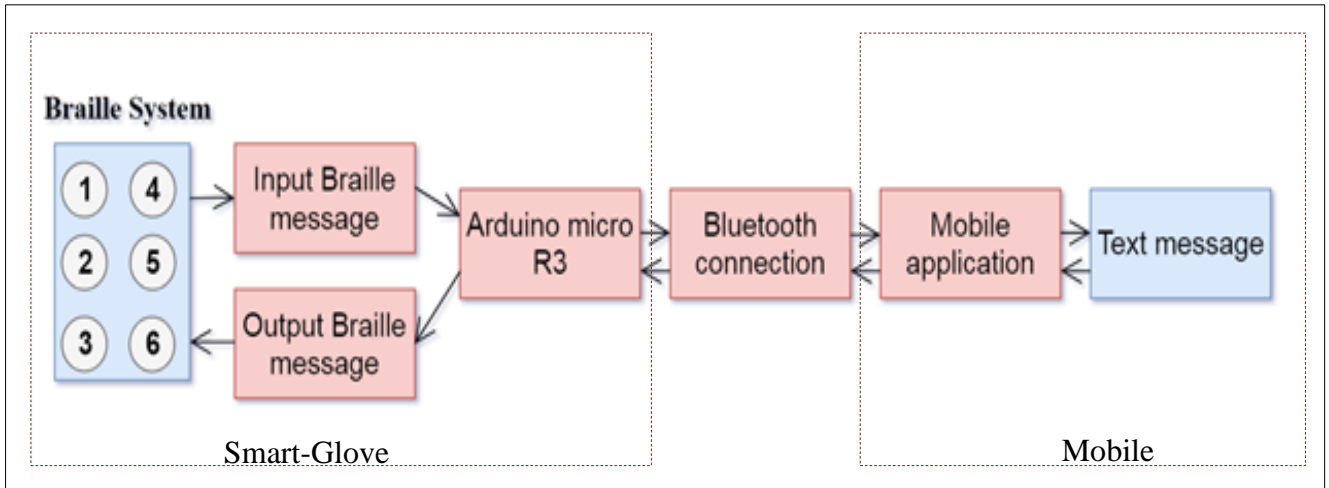 Braille System
1 4
2 5
3 6
Input Braille
message
Output Braille
message
Arduino micro
R3
Bluetooth
connection
Mobile
application
Text message
Smart-Glove
Mobile